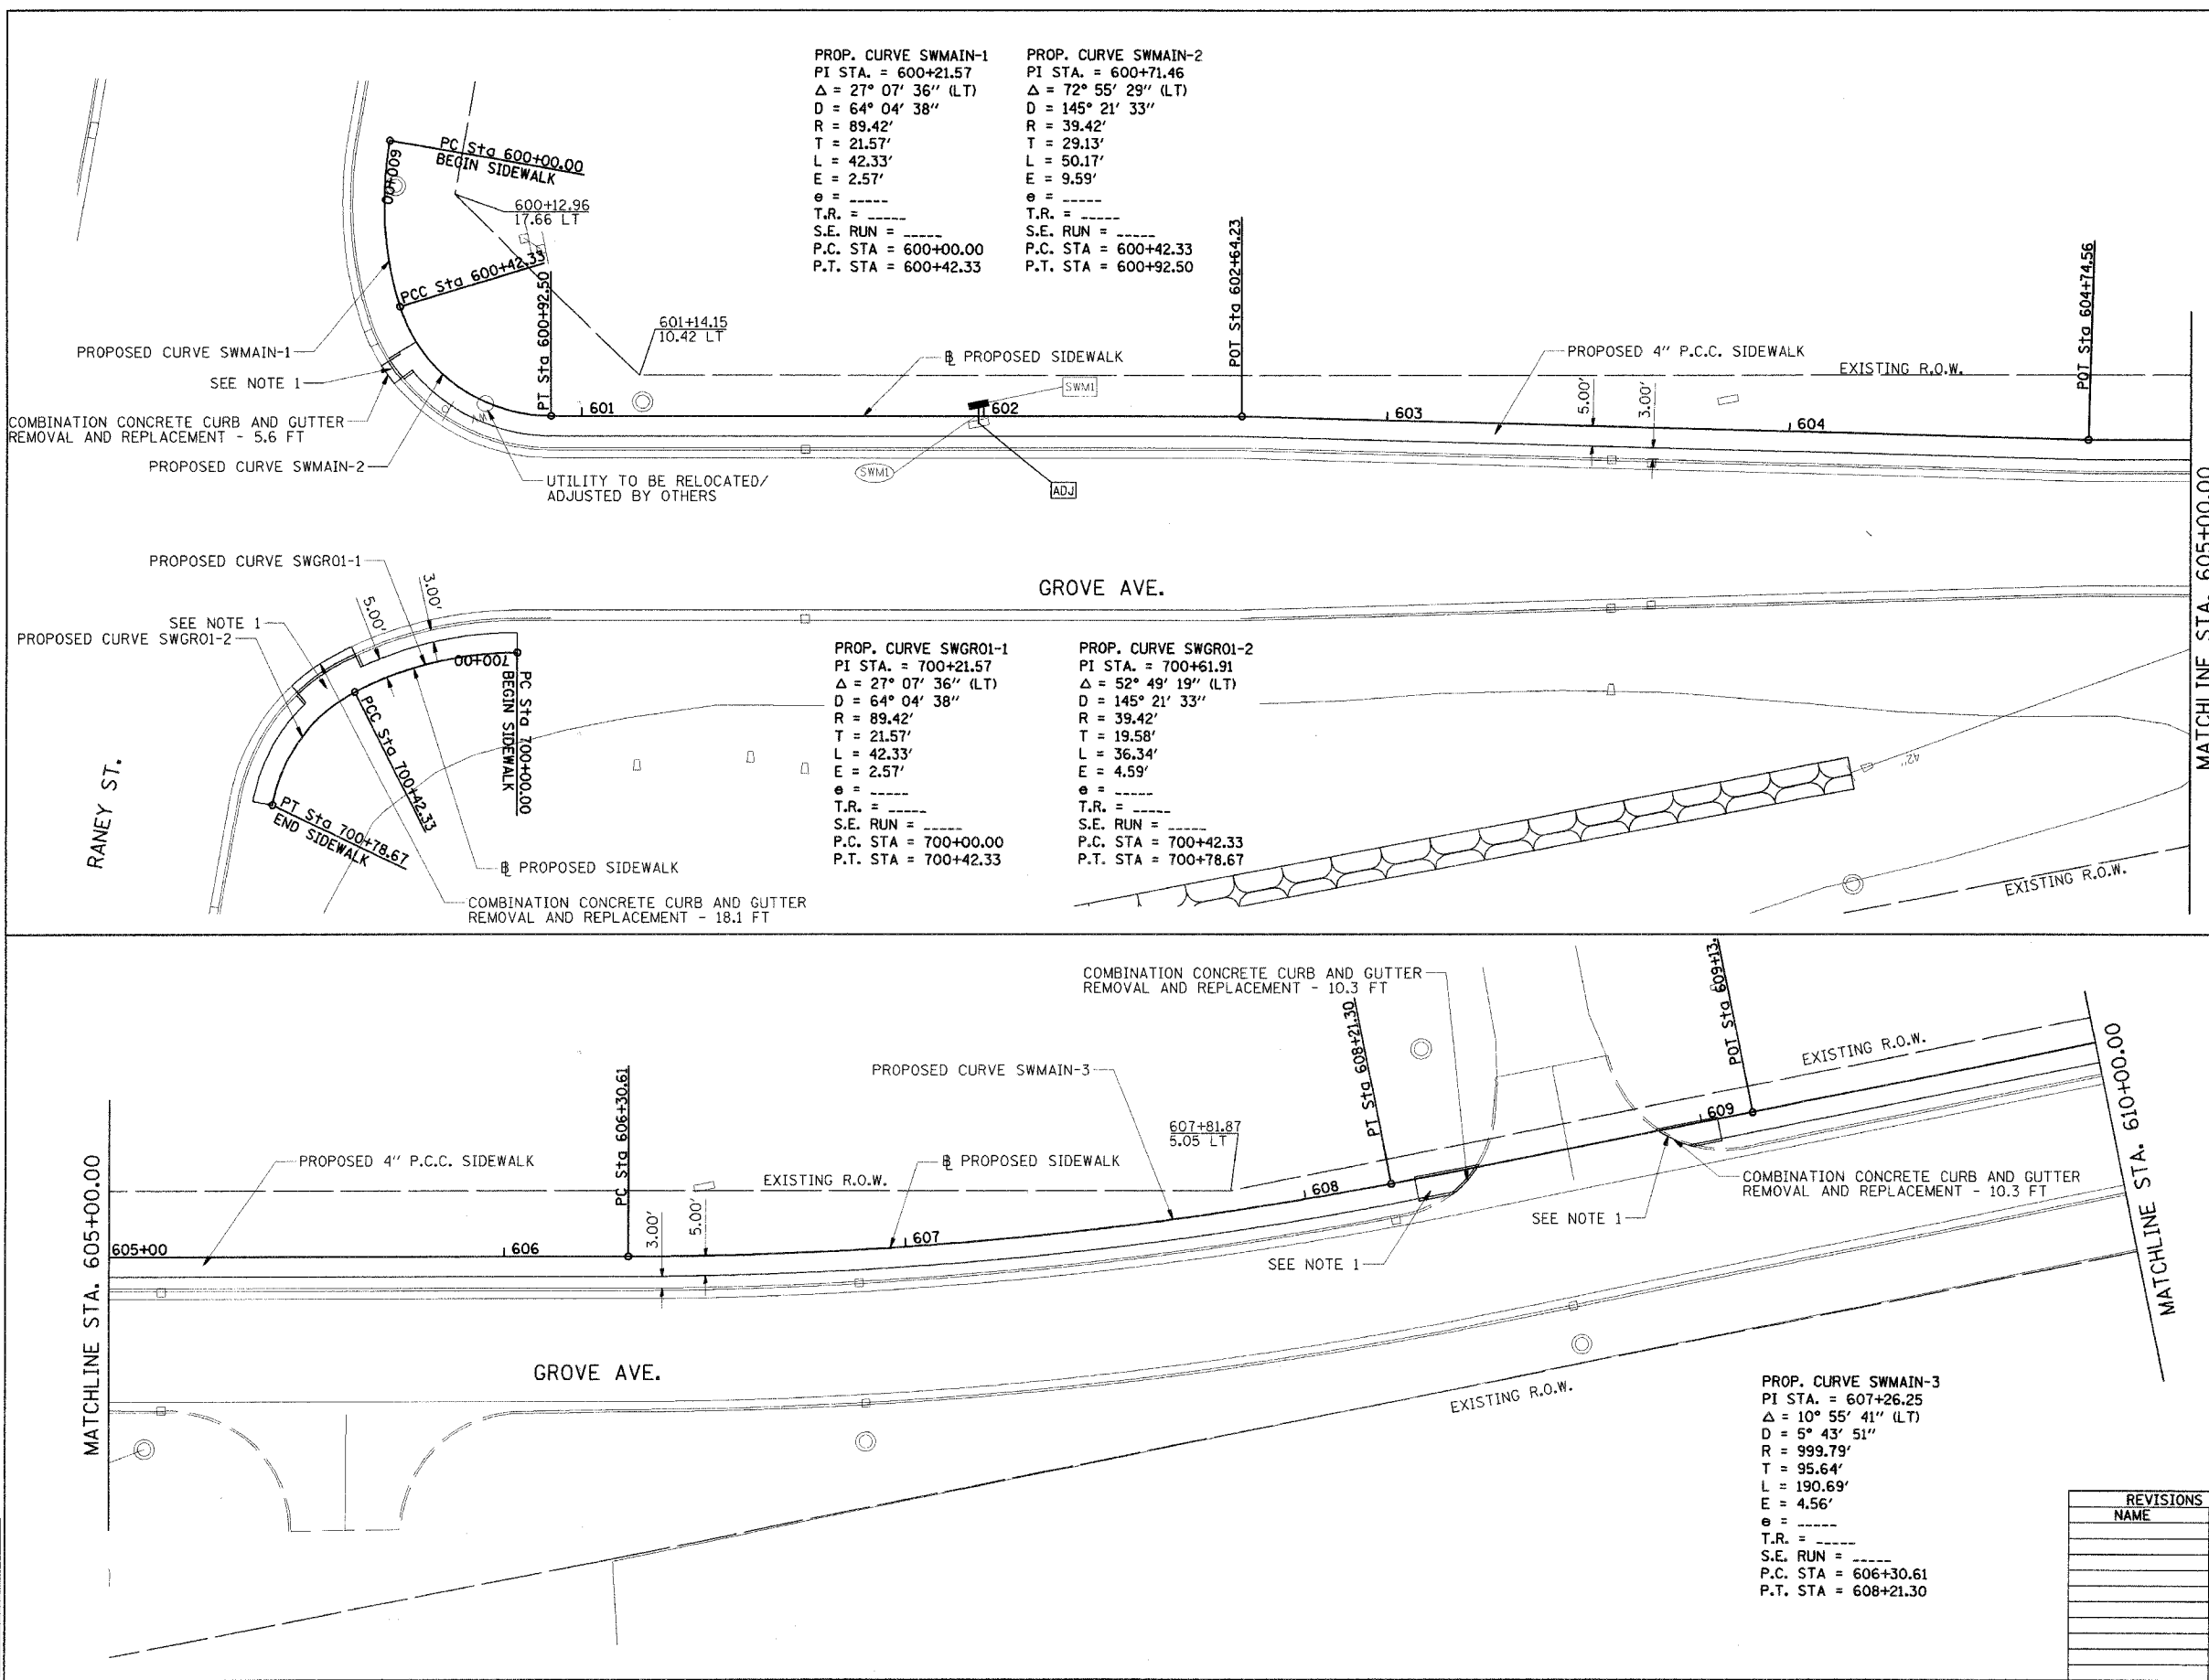 PROP. CURVE SWMAIN-1
PI STA. = 600+21.57
Δ = 27° 07' 36" (LT)
D = 64° 04' 38"
R = 89.42'
T = 21.57'
L = 42.33'
E = 2.57'
e = -----
T.R. = -----
S.E. RUN = -----
P.C. STA = 600+00.00
P.T. STA = 600+42.33
PROP. CURVE SWMAIN-2
PI STA. = 600+71.46
Δ = 72° 55' 29" (LT)
D = 145° 21' 33"
R = 39.42'
T = 29.13'
L = 50.17'
E = 9.59'
e = -----
T.R. = -----
S.E. RUN = -----
P.C. STA = 600+42.33
P.T. STA = 600+92.50
PC Sta 600+00.00
BEGIN SIDEWALK
600+00
600+12.96
17.66 LT
PCC Sta 600+42.33
PT Sta 600+92.50
601+14.15
10.42 LT
POT Sta 602+64.23
POT Sta 604+74.56
PROPOSED CURVE SWMAIN-1
SEE NOTE 1
COMBINATION CONCRETE CURB AND GUTTER
REMOVAL AND REPLACEMENT - 5.6 FT
PROPOSED CURVE SWMAIN-2
℄ PROPOSED SIDEWALK
SWM1
PROPOSED 4" P.C.C. SIDEWALK
EXISTING R.O.W.
601
602
603
604
5.00'
3.00'
W
UTILITY TO BE RELOCATED/
ADJUSTED BY OTHERS
SWM1
ADJ
MATCHLINE STA. 605+00.00
PROPOSED CURVE SWGRO1-1
SEE NOTE 1
PROPOSED CURVE SWGRO1-2
5.00'
3.00'
GROVE AVE.
700+00
PC Sta 700+00.00
BEGIN SIDEWALK
PCC Sta 700+42.33
PT Sta 700+78.67
END SIDEWALK
RANEY ST.
℄ PROPOSED SIDEWALK
COMBINATION CONCRETE CURB AND GUTTER
REMOVAL AND REPLACEMENT - 18.1 FT
PROP. CURVE SWGRO1-1
PI STA. = 700+21.57
Δ = 27° 07' 36" (LT)
D = 64° 04' 38"
R = 89.42'
T = 21.57'
L = 42.33'
E = 2.57'
e = -----
T.R. = -----
S.E. RUN = -----
P.C. STA = 700+00.00
P.T. STA = 700+42.33
PROP. CURVE SWGRO1-2
PI STA. = 700+61.91
Δ = 52° 49' 19" (LT)
D = 145° 21' 33"
R = 39.42'
T = 19.58'
L = 36.34'
E = 4.59'
e = -----
T.R. = -----
S.E. RUN = -----
P.C. STA = 700+42.33
P.T. STA = 700+78.67
42"
EXISTING R.O.W.
COMBINATION CONCRETE CURB AND GUTTER
REMOVAL AND REPLACEMENT - 10.3 FT
PROPOSED CURVE SWMAIN-3
PC Sta 606+30.61
PT Sta 608+21.30
POT Sta 609+13.
EXISTING R.O.W.
607+81.87
5.05 LT
PROPOSED 4" P.C.C. SIDEWALK
EXISTING R.O.W.
℄ PROPOSED SIDEWALK
605+00
606
607
608
609
3.00'
5.00'
SEE NOTE 1
SEE NOTE 1
COMBINATION CONCRETE CURB AND GUTTER
REMOVAL AND REPLACEMENT - 10.3 FT
MATCHLINE STA. 605+00.00
MATCHLINE STA. 610+00.00
GROVE AVE.
EXISTING R.O.W.
PROP. CURVE SWMAIN-3
PI STA. = 607+26.25
Δ = 10° 55' 41" (LT)
D = 5° 43' 51"
R = 999.79'
T = 95.64'
L = 190.69'
E = 4.56'
e = -----
T.R. = -----
S.E. RUN = -----
P.C. STA = 606+30.61
P.T. STA = 608+21.30
REVISIONS
NAME